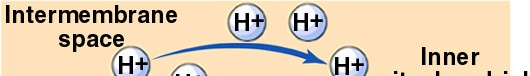 Intermembrane
space
H+ H+
H+ H+
Inner